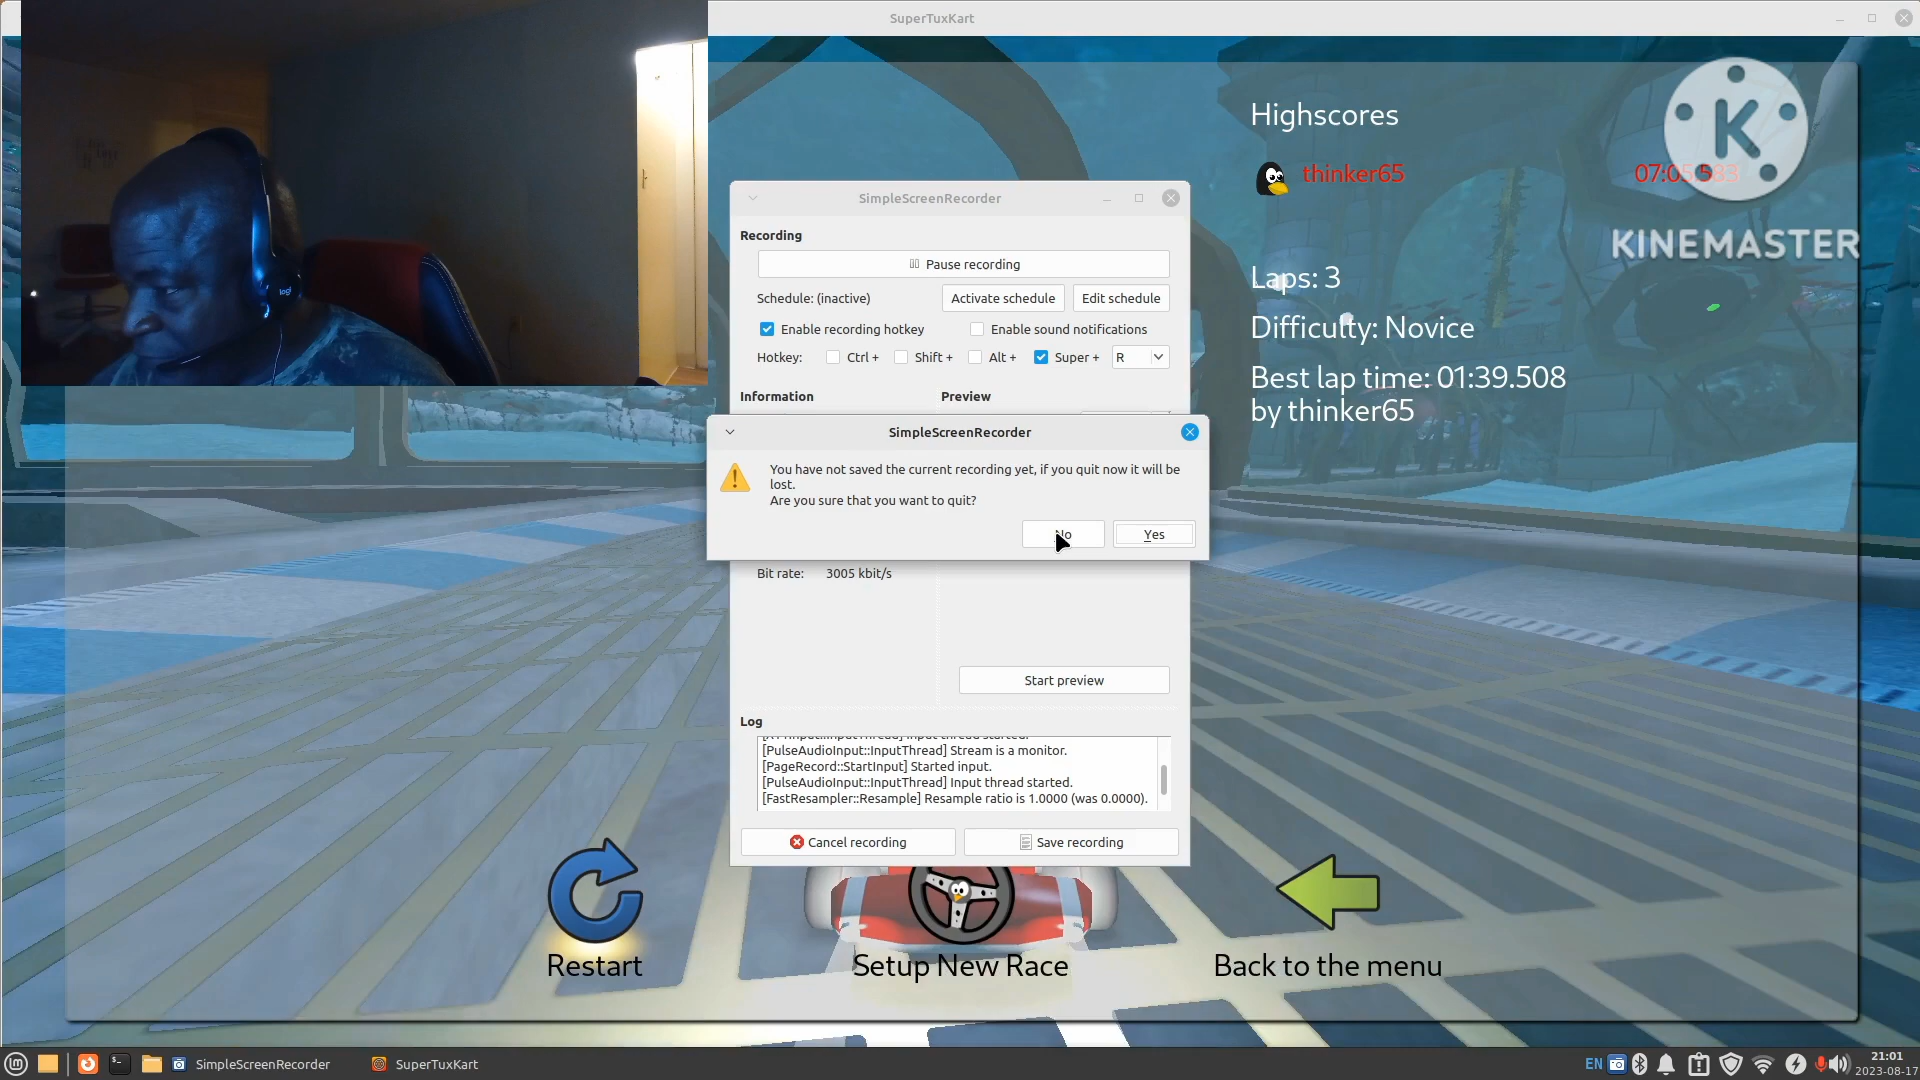 SuperTuxKart
Highscores
thinker65
07:05.583
K
KINEMASTER
Laps: 3
Difficulty: Novice
Best lap time: 01:39.508
by thinker65
SimpleScreenRecorder
Recording
Pause recording
Schedule: (inactive)
Activate schedule
Edit schedule
Enable recording hotkey
Enable sound notifications
Hotkey:
Ctrl +
Shift +
Alt +
Super +
R
Information
Preview
SimpleScreenRecorder
You have not saved the current recording yet, if you quit now it will be
lost.
Are you sure that you want to quit?
No
Yes
Bit rate:
3005 kbit/s
Start preview
Log
[PulseAudioInput::InputThread] Stream is a monitor.
[PageRecord::StartInput] Started input.
[PulseAudioInput::InputThread] Input thread started.
[FastResampler::Resample] Resample ratio is 1.0000 (was 0.0000).
Cancel recording
Save recording
Restart
Setup New Race
Back to the menu
SimpleScreenRecorder
SuperTuxKart
EN
21:01
2023-08-17
logi